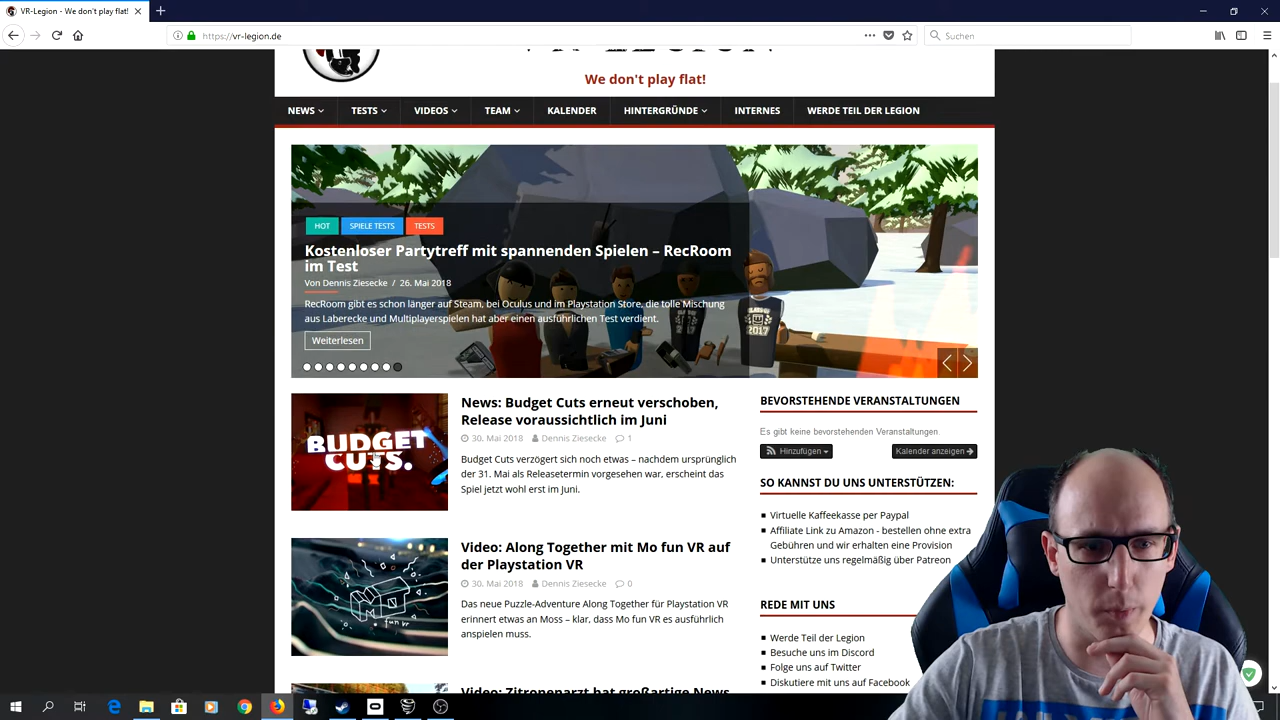 VR-Legion - We don't play flat!
https://vr-legion.de
Suchen
We don't play flat!
NEWS
TESTS
VIDEOS
TEAM
KALENDER
HINTERGRÜNDE
INTERNES
WERDE TEIL DER LEGION
HOT
SPIELE TESTS
TESTS
Kostenloser Partytreff mit spannenden Spielen – RecRoom
im Test
Von Dennis Ziesecke / 26. Mai 2018
RecRoom gibt es schon länger auf Steam, bei Oculus und im Playstation Store, die tolle Mischung
aus Laberecke und Multiplayerspielen hat aber einen ausführlichen Test verdient.
Weiterlesen
2017
BUDGET
CUTS.
News: Budget Cuts erneut verschoben,
Release voraussichtlich im Juni
30. Mai 2018 Dennis Ziesecke 1
Budget Cuts verzögert sich noch etwas – nachdem ursprünglich
der 31. Mai als Releasetermin vorgesehen war, erscheint das
Spiel jetzt wohl erst im Juni.
fun vr
Video: Along Together mit Mo fun VR auf
der Playstation VR
30. Mai 2018 Dennis Ziesecke 0
Das neue Puzzle-Adventure Along Together für Playstation VR
erinnert etwas an Moss – klar, dass Mo fun VR es ausführlich
anspielen muss.
Video: Zitronenarzt hat großartige News
BEVORSTEHENDE VERANSTALTUNGEN
Es gibt keine bevorstehenden Veranstaltungen.
Hinzufügen
Kalender anzeigen
SO KANNST DU UNS UNTERSTÜTZEN:
Virtuelle Kaffeekasse per Paypal
Affiliate Link zu Amazon - bestellen ohne extra
Gebühren und wir erhalten eine Provision
Unterstütze uns regelmäßig über Patreon
REDE MIT UNS
Werde Teil der Legion
Besuche uns im Discord
Folge uns auf Twitter
Diskutiere mit uns auf Facebook